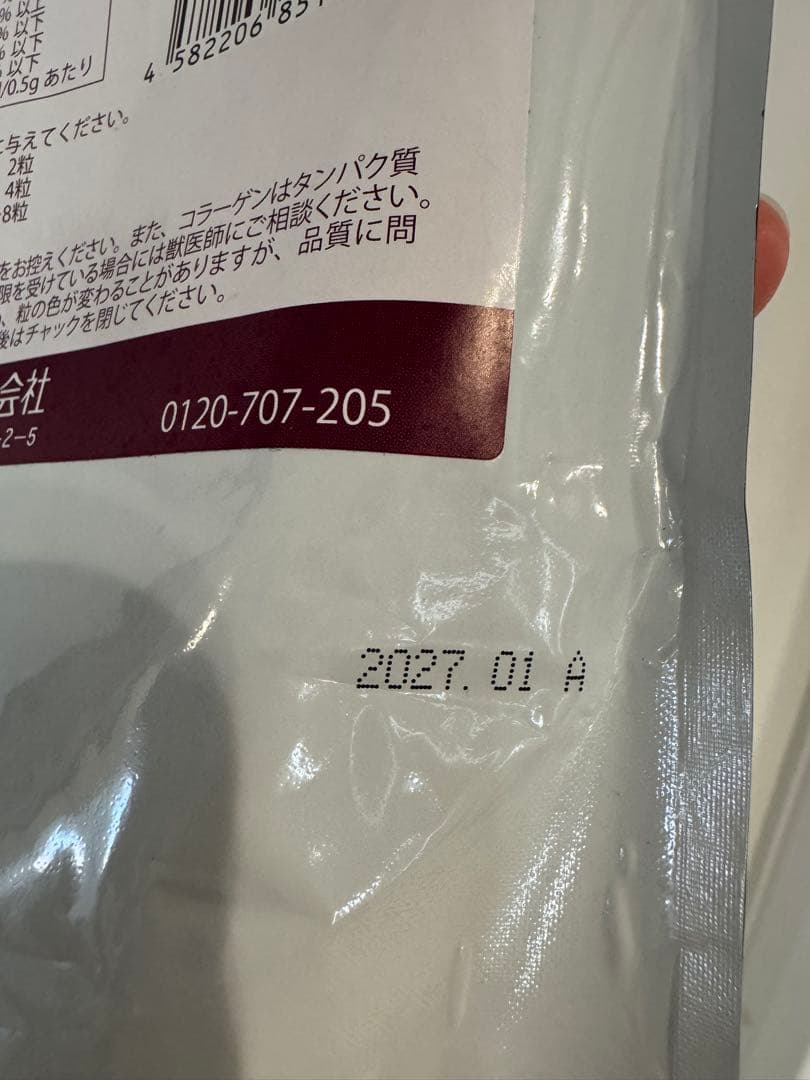 % 以上
% 以下
% 以下
以下
/0.5g あたり
4 582206 851
に与えてください。
2粒
4粒
8粒
をお控えください。また、コラーゲンはタンパク質
限を受けている場合には獣医師にご相談ください。
、粒の色が変わることがありますが、品質に問
後はチャックを閉じてください。
会社
0120-707-205
-2-5
2027.01 A